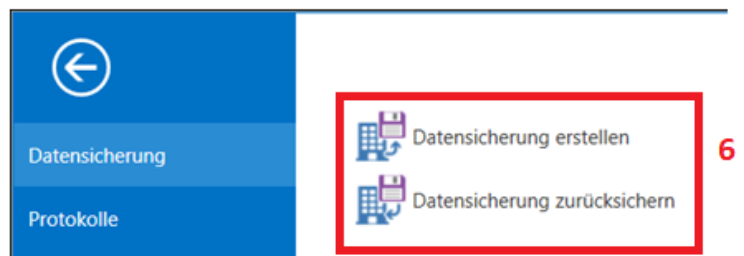 Datensicherung
Protokolle
Datensicherung erstellen
Datensicherung zurücksichern
6